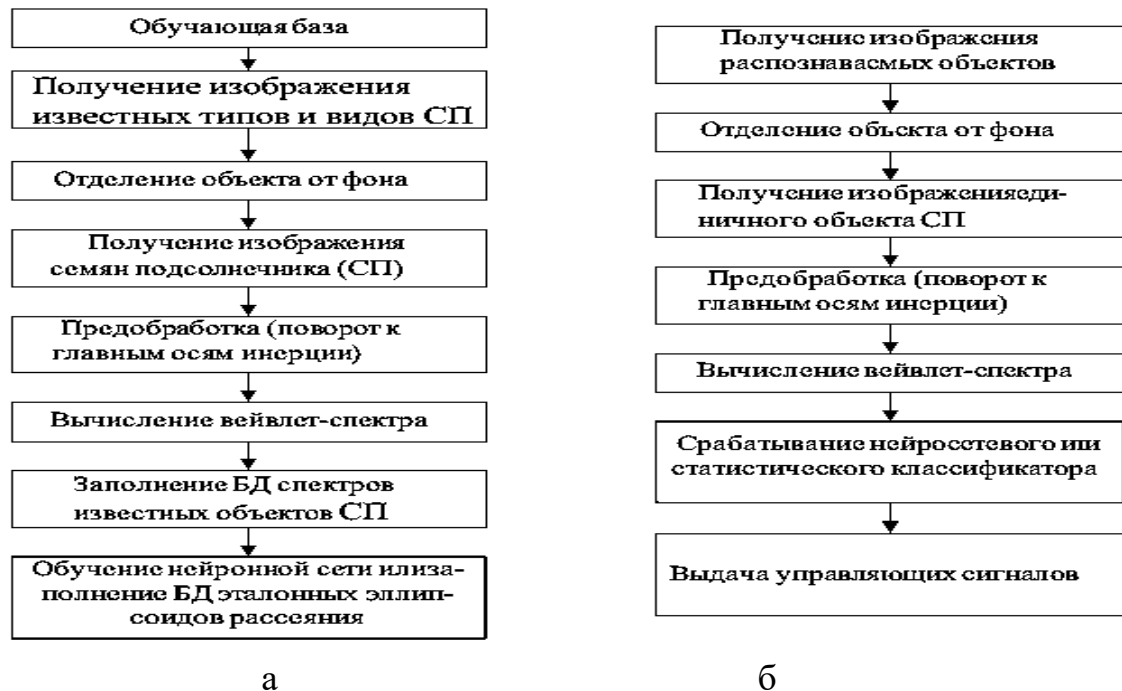 Обучающая база
Получение изображения
известных типов и видов СП
Отделение объекта от фона
Получение изображения
семян подсолнечника (СП)
Предобработка (поворот к
главным осям инерции)
Вычисление вейвлет-спектра
Заполнение БД спектров
известных объектов СП
Обучение нейронной сети илиза-
полнение БД эталонных эллип-
соидов рассеяния
а
Получение изображения
распознаваемых объектов
Отделение объекта от фона
Получение изображенияеди-
ничного объекта СП
Предобработка (поворот к
главным осям инерции)
Вычисление вейвлет-спектра
Срабатывание нейросетевого или
статистического классификатора
Выдача управляющих сигналов
б